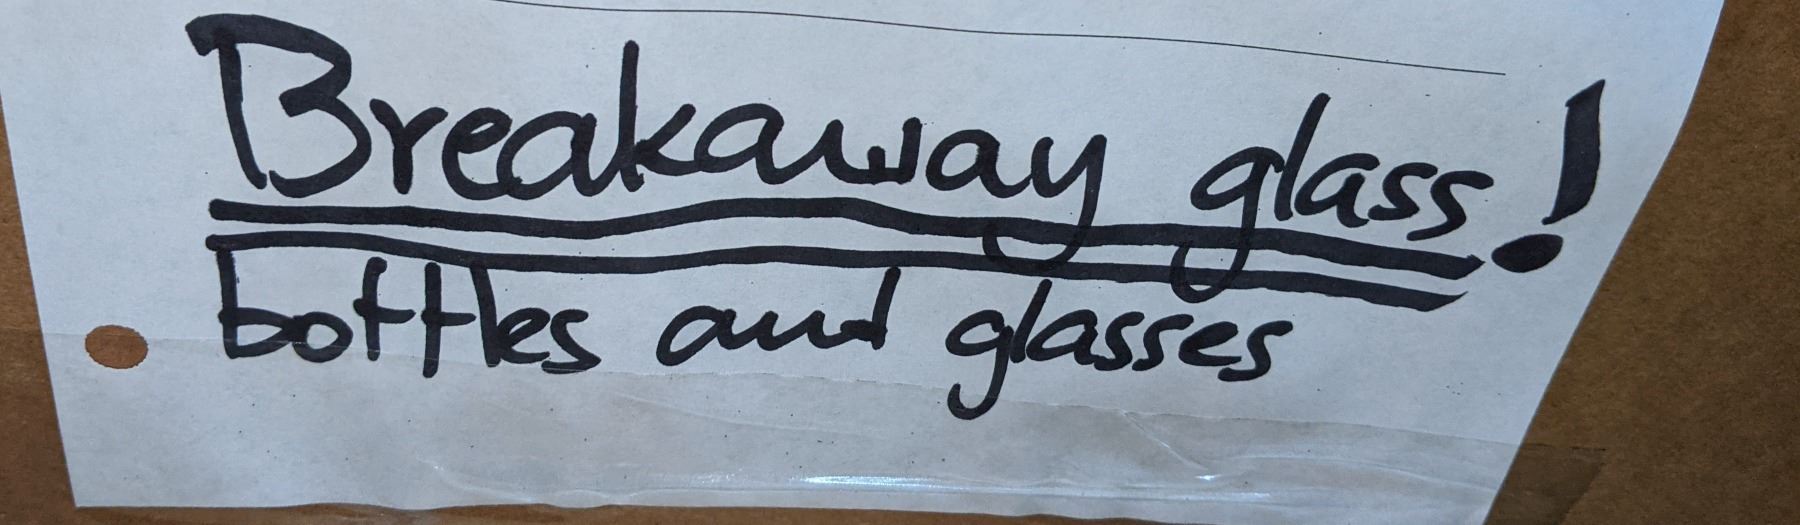 Breakaway glass!
bottles and glasses